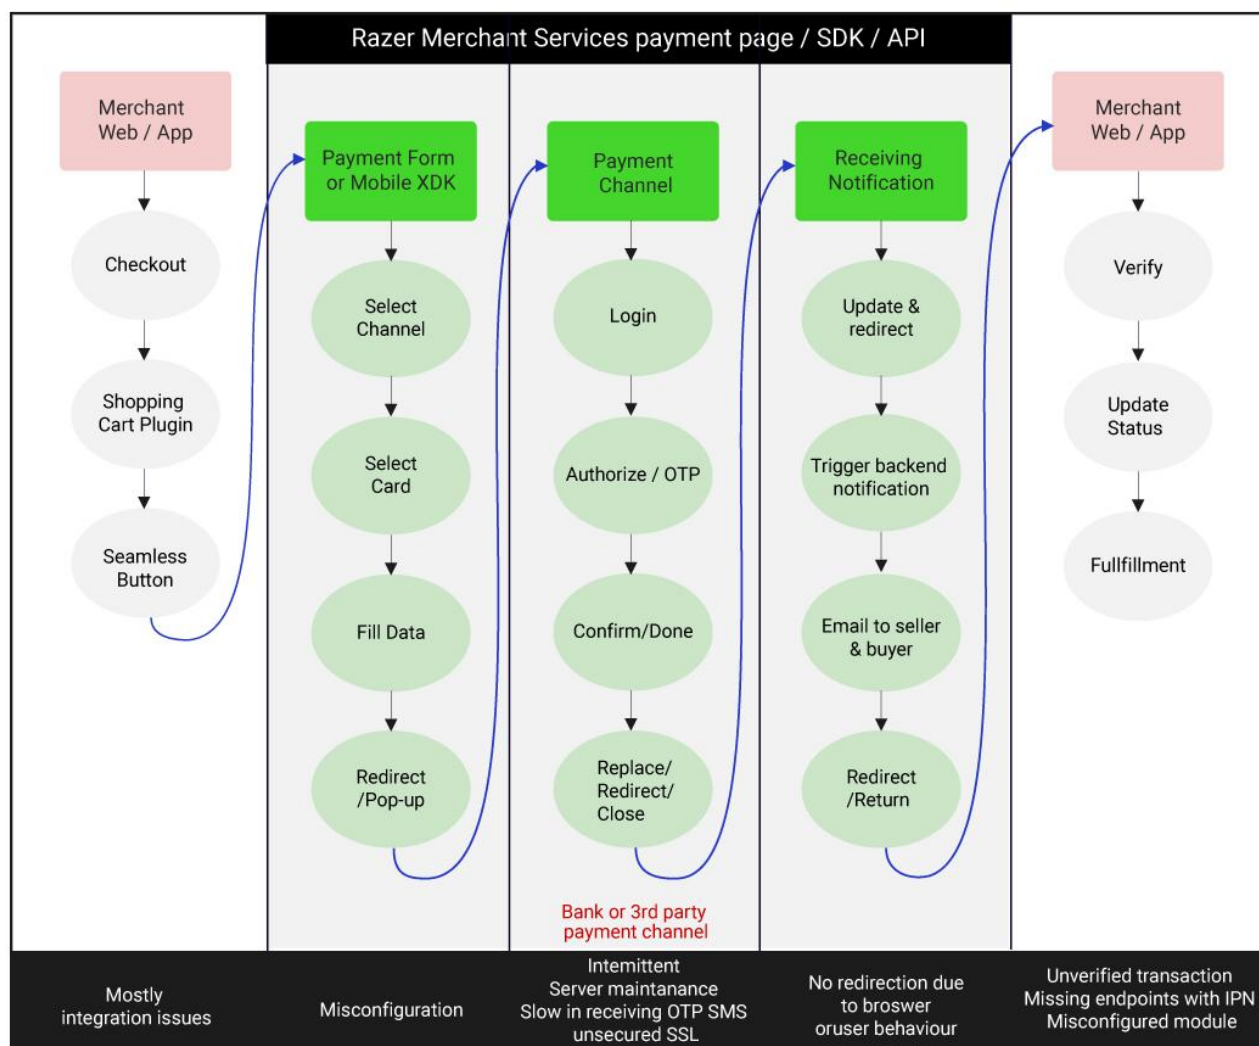 Razer Merchant Services payment page / SDK / API
Merchant
Web / App
Checkout
Shopping
Cart Plugin
Seamless
Button
Payment Form
or Mobile XDK
Select
Channel
Select
Card
Fill Data
Redirect
/Pop-up
Payment
Channel
Login
Authorize / OTP
Confirm/Done
Replace/
Redirect/
Close
Bank or 3rd party
payment channel
Receiving
Notification
Update &
redirect
Trigger backend
notification
Email to seller
& buyer
Redirect
/Return
Merchant
Web / App
Verify
Update
Status
Fullfillment
Mostly
integration issues
Misconfiguration
Intemittent
Server maintanance
Slow in receiving OTP SMS
unsecured SSL
No redirection due
to broswer
oruser behaviour
Unverified transaction
Missing endpoints with IPN
Misconfigured module